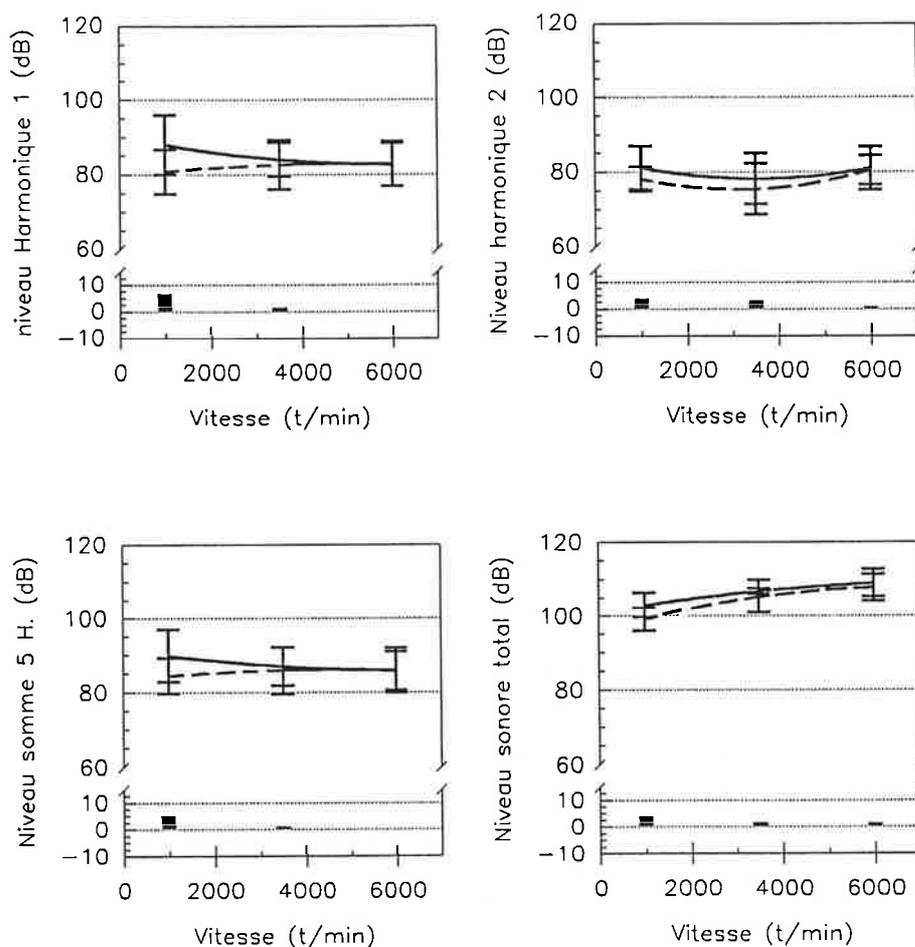 niveau Harmonique 1 (dB)
120
100
80
60
10
0
−10
0 2000 4000 6000
Vitesse (t/min)
Niveau harmonique 2 (dB)
120
100
80
60
10
0
−10
0 2000 4000 6000
Vitesse (t/min)
Niveau somme 5 H. (dB)
120
100
80
60
10
0
−10
0 2000 4000 6000
Vitesse (t/min)
Niveau sonore total (dB)
120
100
80
60
10
0
−10
0 2000 4000 6000
Vitesse (t/min)